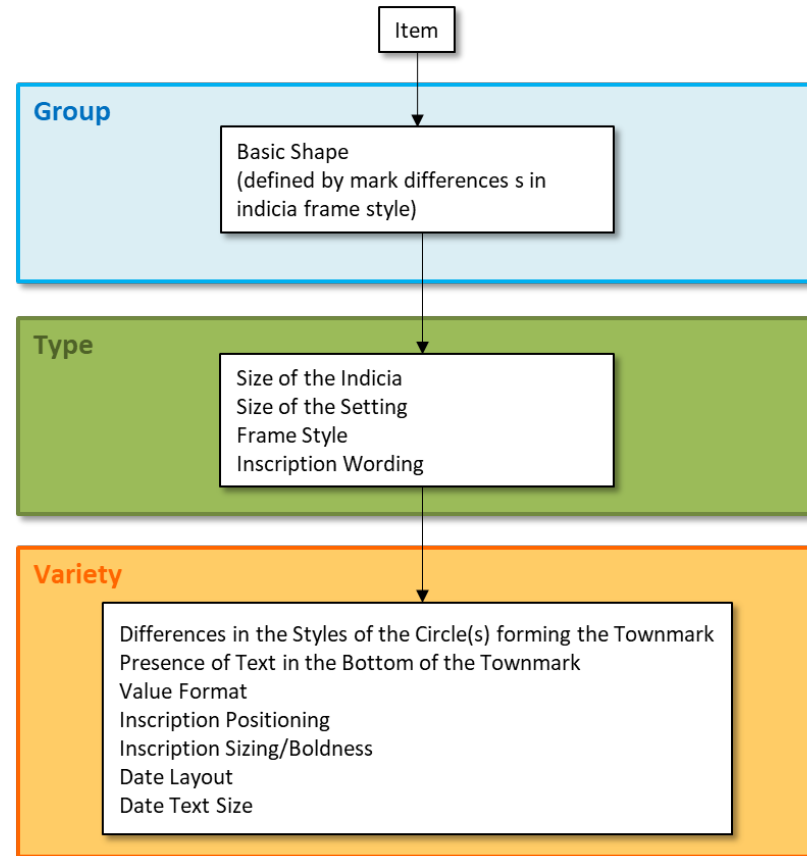 Item
Group
Basic Shape
(defined by mark differences s in
indicia frame style)
Type
Size of the Indicia
Size of the Setting
Frame Style
Inscription Wording
Variety
Differences in the Styles of the Circle(s) forming the Townmark
Presence of Text in the Bottom of the Townmark
Value Format
Inscription Positioning
Inscription Sizing/Boldness
Date Layout
Date Text Size